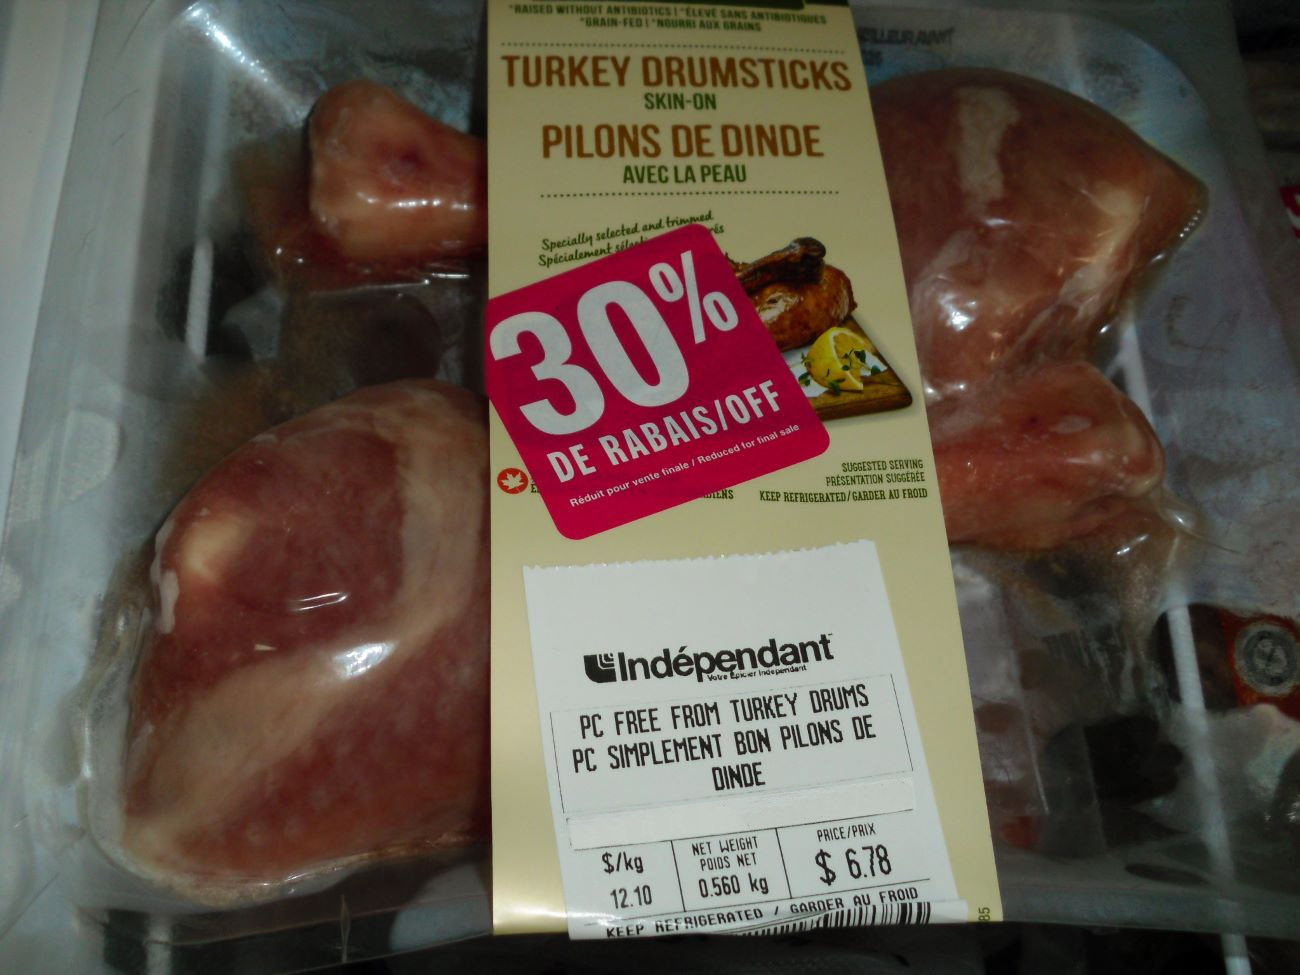 *RAISED WITHOUT ANTIBIOTICS | *ÉLEVÉ SANS ANTIBIOTIQUES
*GRAIN-FED | *NOURRI AUX GRAINS
TURKEY DRUMSTICKS
SKIN-ON
PILONS DE DINDE
AVEC LA PEAU
Specially selected and trimmed
Spécialement
30%
DE RABAIS/OFF
Réduit pour vente finale / Reduced for final sale
SUGGESTED SERVING
PRÉSENTATION SUGGÉRÉE
KEEP REFRIGERATED/GARDER AU FROID
Indépendant
Votre Épicier Indépendant
PC FREE FROM TURKEY DRUMS
PC SIMPLEMENT BON PILONS DE
DINDE
$/kg
12.10
NET WEIGHT
POIDS NET
0.560 kg
PRICE/PRIX
$ 6.78
KEEP REFRIGERATED / GARDER AU FROID
85